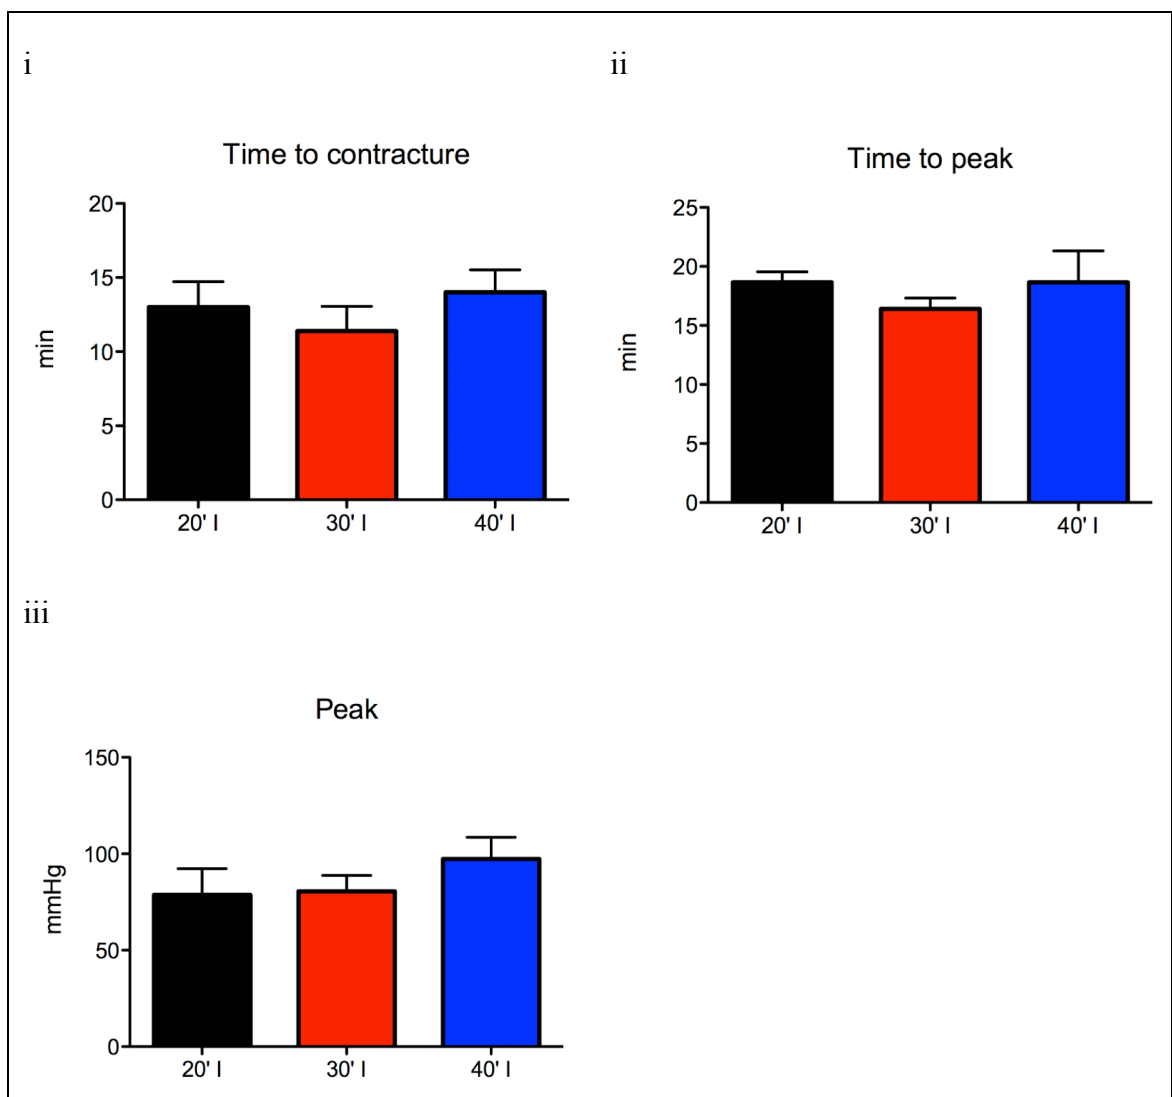 i
Time to contracture
20
15
10
5
0
min
20' I
30' I
40' I
ii
Time to peak
25
20
15
10
5
0
min
20' I
30' I
40' I
iii
Peak
150
100
50
0
mmHg
20' I
30' I
40' I